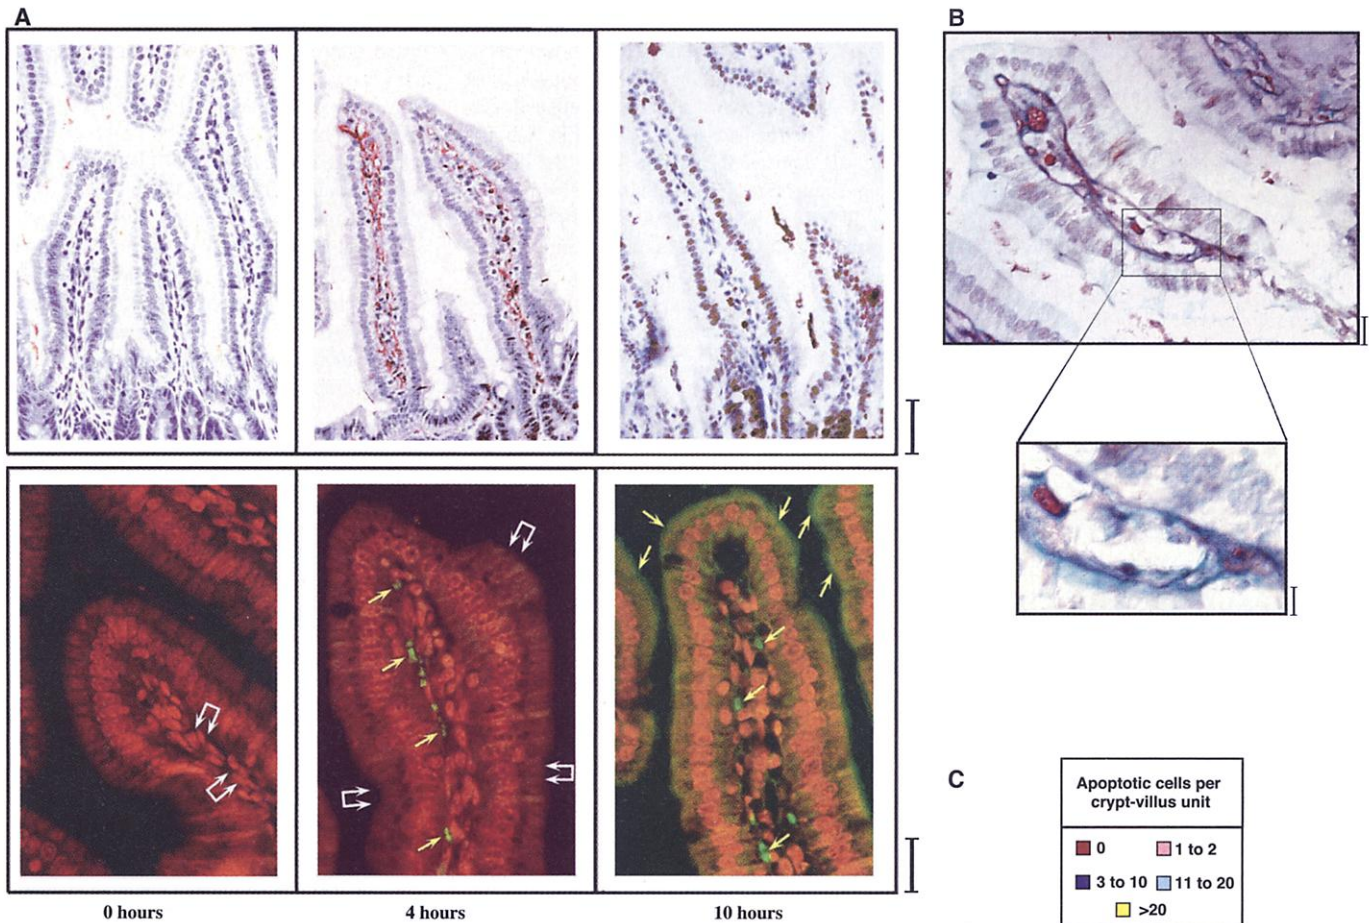 A
B
0 hours
4 hours
10 hours
C
Apoptotic cells per
crypt-villus unit
0
1 to 2
3 to 10
11 to 20
>20